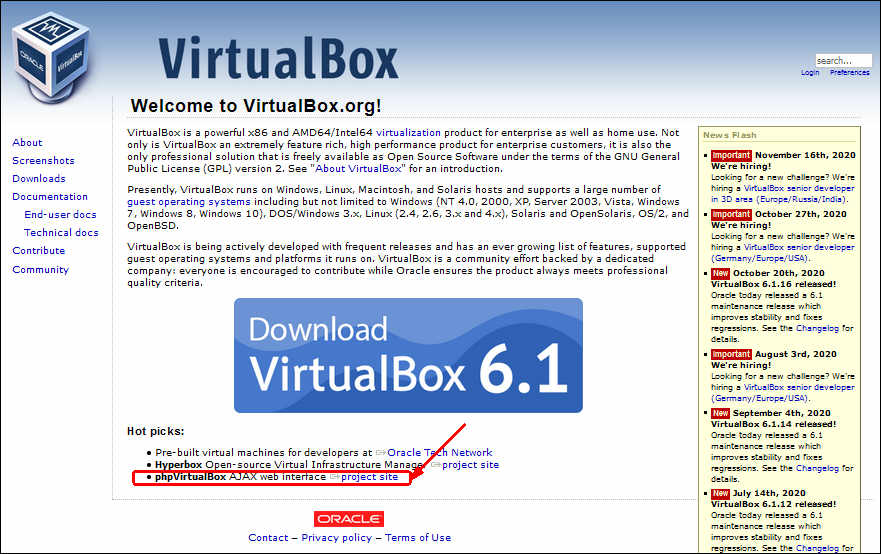 ORACLE
VirtualBox
VirtualBox
search...
Login Preferences
Welcome to VirtualBox.org!
About
Screenshots
Downloads
Documentation
End-user docs
Technical docs
Contribute
Community
VirtualBox is a powerful x86 and AMD64/Intel64 virtualization product for enterprise as well as home use. Not
only is VirtualBox an extremely feature rich, high performance product for enterprise customers, it is also the
only professional solution that is freely available as Open Source Software under the terms of the GNU General
Public License (GPL) version 2. See "About VirtualBox" for an introduction.
Presently, VirtualBox runs on Windows, Linux, Macintosh, and Solaris hosts and supports a large number of
guest operating systems including but not limited to Windows (NT 4.0, 2000, XP, Server 2003, Vista, Windows
7, Windows 8, Windows 10), DOS/Windows 3.x, Linux (2.4, 2.6, 3.x and 4.x), Solaris and OpenSolaris, OS/2, and
OpenBSD.
VirtualBox is being actively developed with frequent releases and has an ever growing list of features, supported
guest operating systems and platforms it runs on. VirtualBox is a community effort backed by a dedicated
company: everyone is encouraged to contribute while Oracle ensures the product always meets professional
quality criteria.
Download
VirtualBox 6.1
Hot picks:
• Pre-built virtual machines for developers at Oracle Tech Network
• Hyperbox Open-source Virtual Infrastructure Manager project site
• phpVirtualBox AJAX web interface project site
News Flash
• Important November 16th, 2020
We're hiring!
Looking for a new challenge? We're
hiring a VirtualBox senior developer
in 3D area (Europe/Russia/India).
• Important October 27th, 2020
We're hiring!
Looking for a new challenge? We're
hiring a VirtualBox senior developer
(Germany/Europe/USA).
• New October 20th, 2020
VirtualBox 6.1.16 released!
Oracle today released a 6.1
maintenance release which
improves stability and fixes
regressions. See the Changelog for
details.
• Important August 3rd, 2020
We're hiring!
Looking for a new challenge? We're
hiring a VirtualBox senior developer
(Germany/Europe/USA).
• New September 4th, 2020
VirtualBox 6.1.14 released!
Oracle today released a 6.1
maintenance release which
improves stability and fixes
regressions. See the Changelog for
details.
• New July 14th, 2020
VirtualBox 6.1.12 released!
Oracle today released a 6.1
maintenance release which
improves stability and fixes
ORACLE
Contact – Privacy policy – Terms of Use